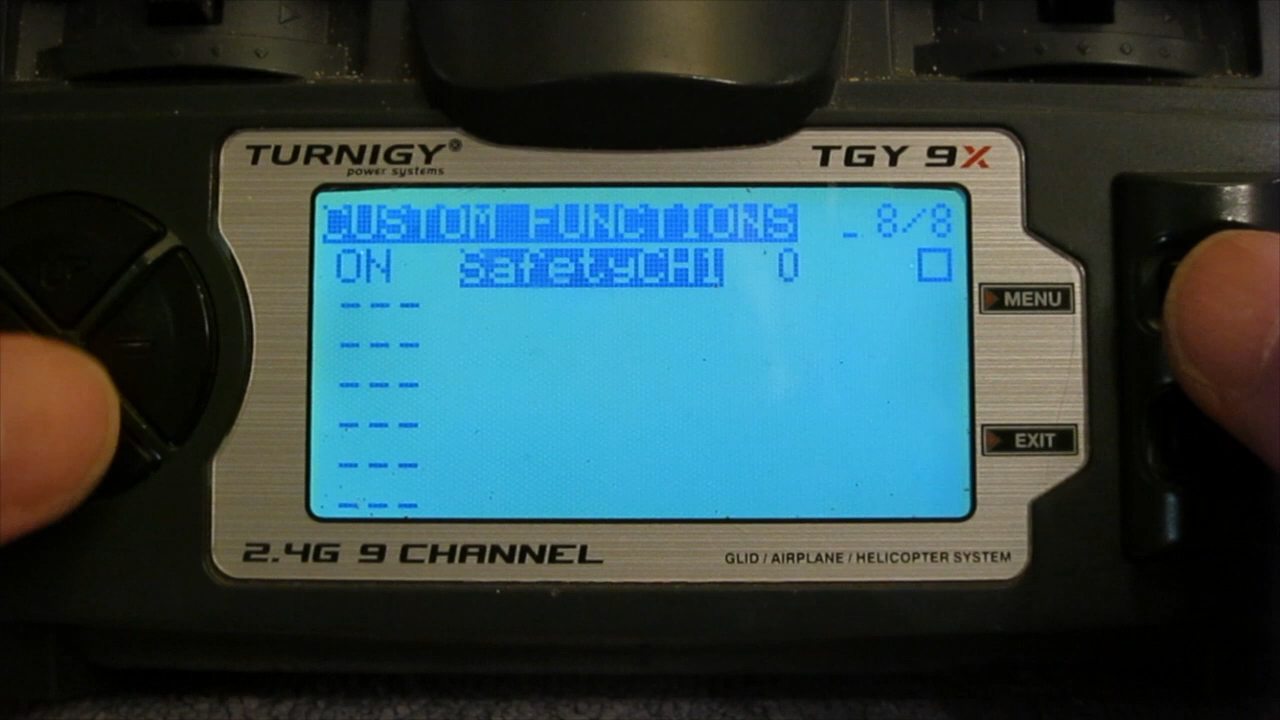 TURNIGY®
power systems
TGY 9X
CUSTOM FUNCTIONS _ 8/8
ON SafetyCH1 0
---
---
---
---
---
---
MENU
EXIT
2.4G 9 CHANNEL
GLID / AIRPLANE / HELICOPTER SYSTEM